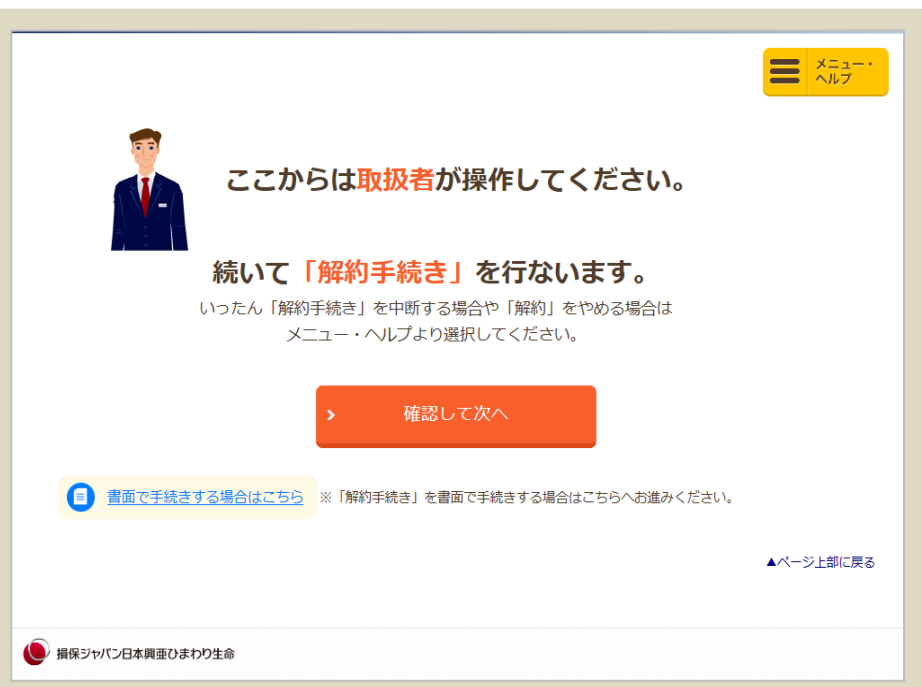 メニュー・
ヘルプ
ここからは取扱者が操作してください。
続いて「解約手続き」を行ないます。
いったん「解約手続き」を中断する場合や「解約」をやめる場合は
メニュー・ヘルプより選択してください。
確認して次へ
書面で手続きする場合はこちら ※「解約手続き」を書面で手続きする場合はこちらへお進みください。
▲ページ上部に戻る
損保ジャパン日本興亜ひまわり生命